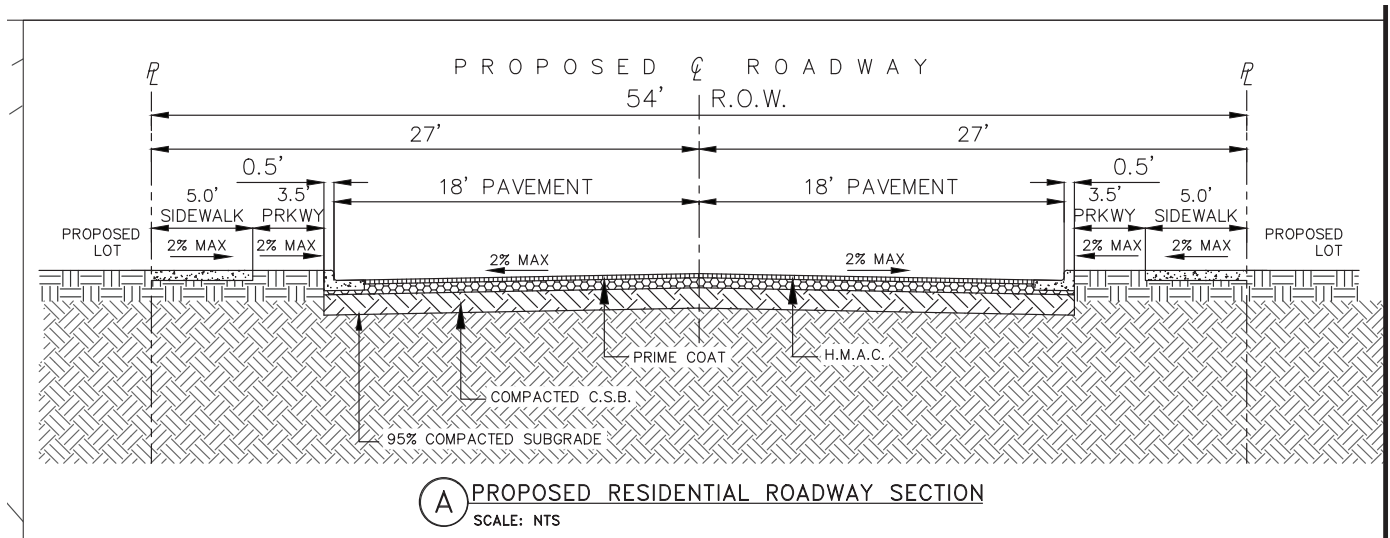 PROPOSED ℄ ROADWAY
℄ ℄
54' R.O.W.
27' 27'
0.5' 0.5'
18' PAVEMENT 18' PAVEMENT
5.0' SIDEWALK 3.5' PRKWY 3.5' PRKWY 5.0' SIDEWALK
PROPOSED LOT PROPOSED LOT
2% MAX 2% MAX 2% MAX 2% MAX
2% MAX 2% MAX
PRIME COAT H.M.A.C.
COMPACTED C.S.B.
95% COMPACTED SUBGRADE
A PROPOSED RESIDENTIAL ROADWAY SECTION
SCALE: NTS